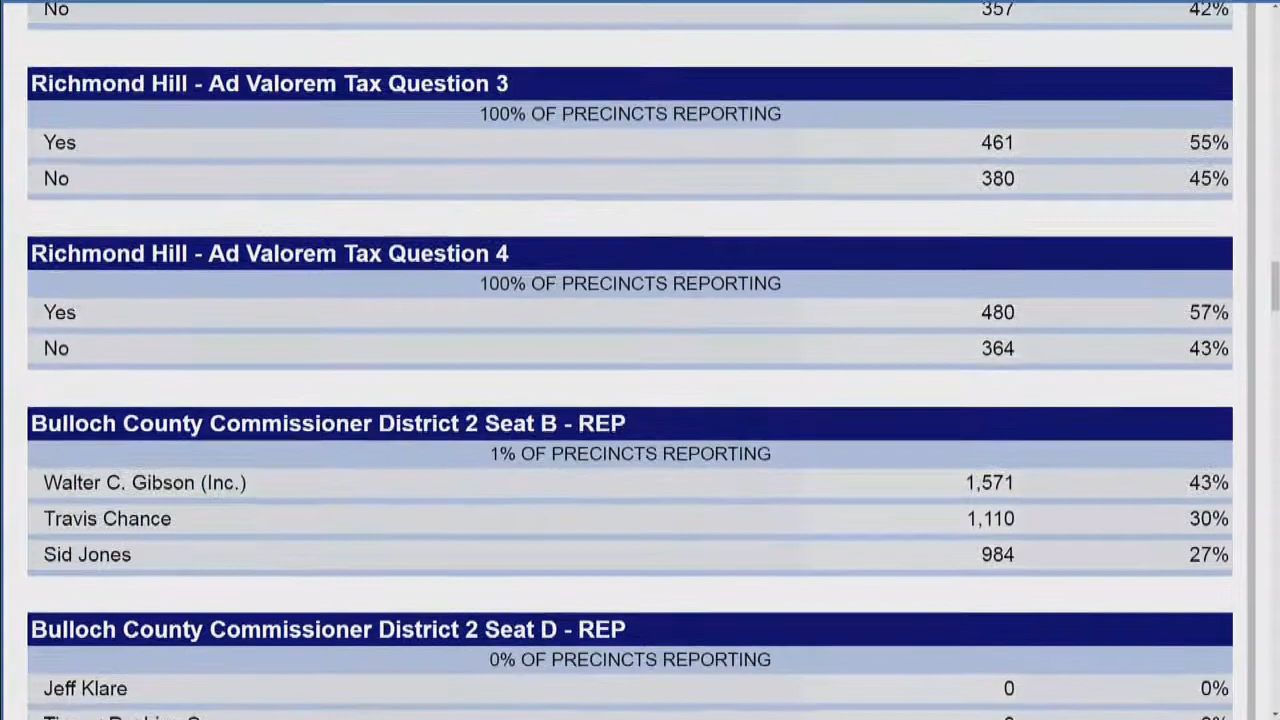 No 357 42%
Richmond Hill - Ad Valorem Tax Question 3
100% OF PRECINCTS REPORTING
Yes 461 55%
No 380 45%
Richmond Hill - Ad Valorem Tax Question 4
100% OF PRECINCTS REPORTING
Yes 480 57%
No 364 43%
Bulloch County Commissioner District 2 Seat B - REP
1% OF PRECINCTS REPORTING
Walter C. Gibson (Inc.) 1,571 43%
Travis Chance 1,110 30%
Sid Jones 984 27%
Bulloch County Commissioner District 2 Seat D - REP
0% OF PRECINCTS REPORTING
Jeff Klare 0 0%